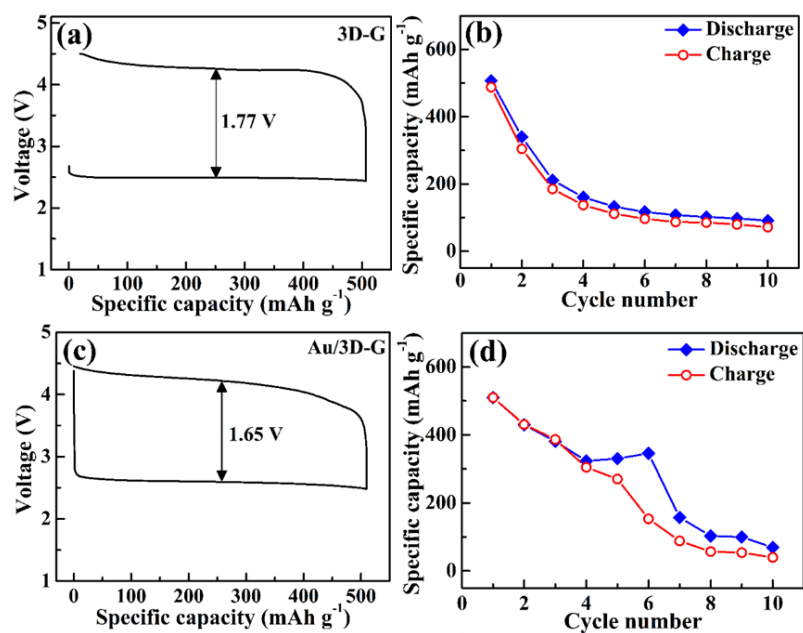 (a)
3D-G
Voltage (V)
5
4
3
2
1
1.77 V
0 100 200 300 400 500
Specific capacity (mAh g⁻¹)
(b)
Discharge
Charge
Specific capacity (mAh g⁻¹)
600
400
200
0
0 2 4 6 8 10
Cycle number
(c)
Au/3D-G
Voltage (V)
5
4
3
2
1
1.65 V
0 100 200 300 400 500
Specific capacity (mAh g⁻¹)
(d)
Discharge
Charge
Specific capacity (mAh g⁻¹)
600
400
200
0
0 2 4 6 8 10
Cycle number